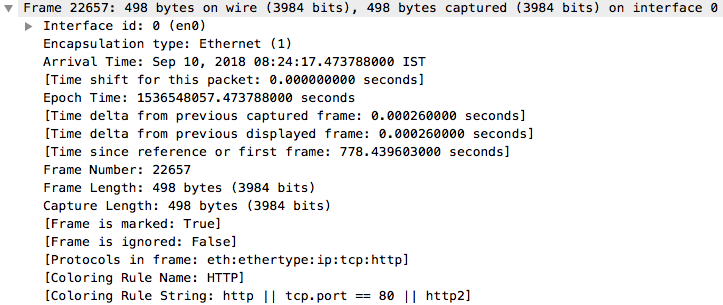 Frame 22657: 498 bytes on wire (3984 bits), 498 bytes captured (3984 bits) on interface 0
Interface id: 0 (en0)
Encapsulation type: Ethernet (1)
Arrival Time: Sep 10, 2018 08:24:17.473788000 IST
[Time shift for this packet: 0.000000000 seconds]
Epoch Time: 1536548057.473788000 seconds
[Time delta from previous captured frame: 0.000260000 seconds]
[Time delta from previous displayed frame: 0.000260000 seconds]
[Time since reference or first frame: 778.439603000 seconds]
Frame Number: 22657
Frame Length: 498 bytes (3984 bits)
Capture Length: 498 bytes (3984 bits)
[Frame is marked: True]
[Frame is ignored: False]
[Protocols in frame: eth:ethertype:ip:tcp:http]
[Coloring Rule Name: HTTP]
[Coloring Rule String: http || tcp.port == 80 || http2]